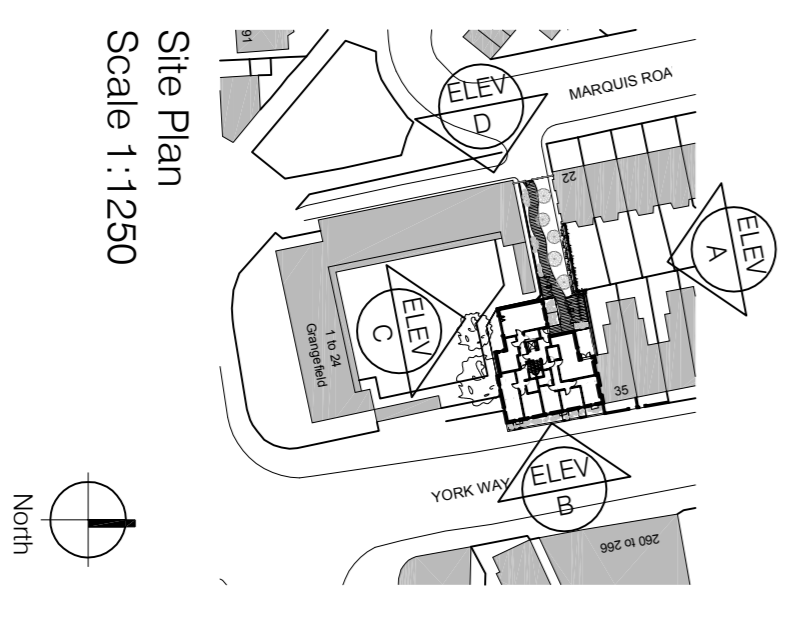 Site Plan
Scale 1:1250
91
MARQUIS ROA
ELEV
D
22
ELEV
A
ELEV
C
1 to 24
Grangefield
35
YORK WAY
ELEV
B
260 to 266
North